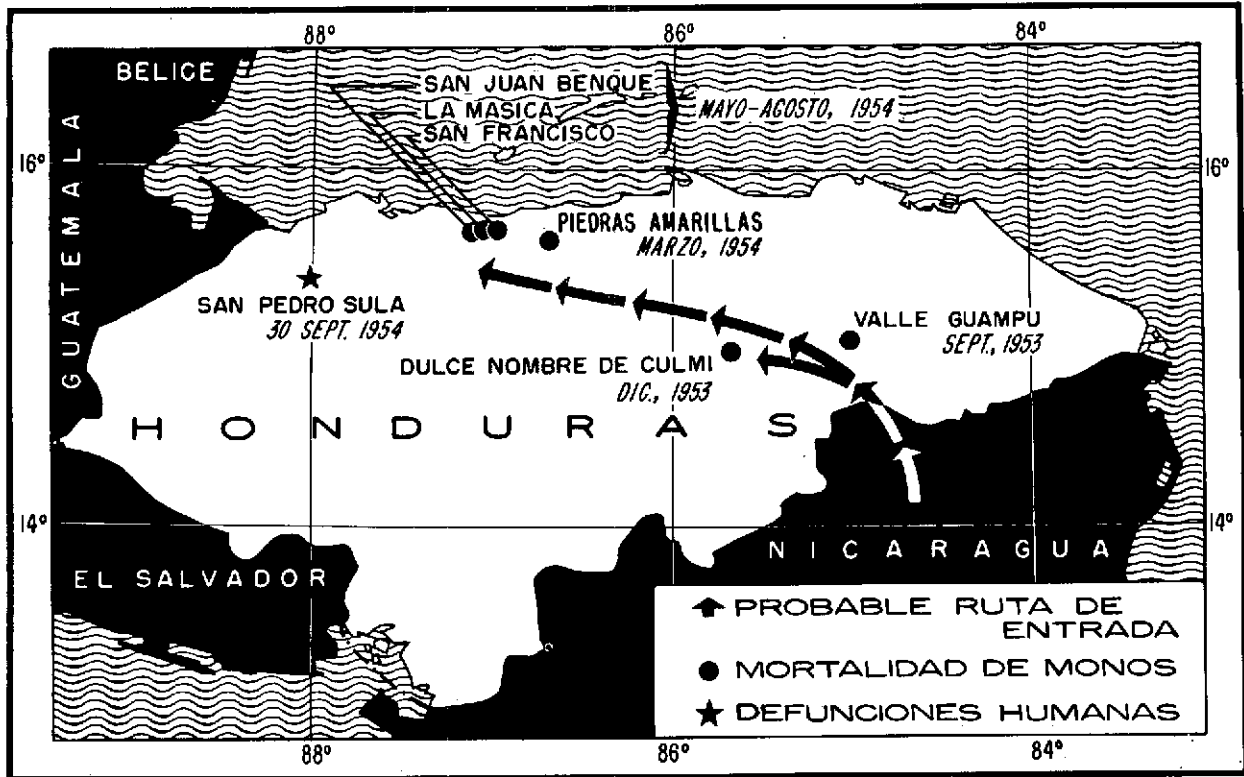 88°
86°
84°
BELICE
SAN JUAN BENQUE
LA MASICA
SAN FRANCISCO
MAYO-AGOSTO, 1954
16°
16°
GUATEMALA
PIEDRAS AMARILLAS
MARZO, 1954
SAN PEDRO SULA
30 SEPT. 1954
VALLE GUAMPU
SEPT., 1953
DULCE NOMBRE DE CULMI
DIC., 1953
HONDURAS
14°
14°
NICARAGUA
EL SALVADOR
PROBABLE RUTA DE
ENTRADA
MORTALIDAD DE MONOS
DEFUNCIONES HUMANAS
88°
86°
84°